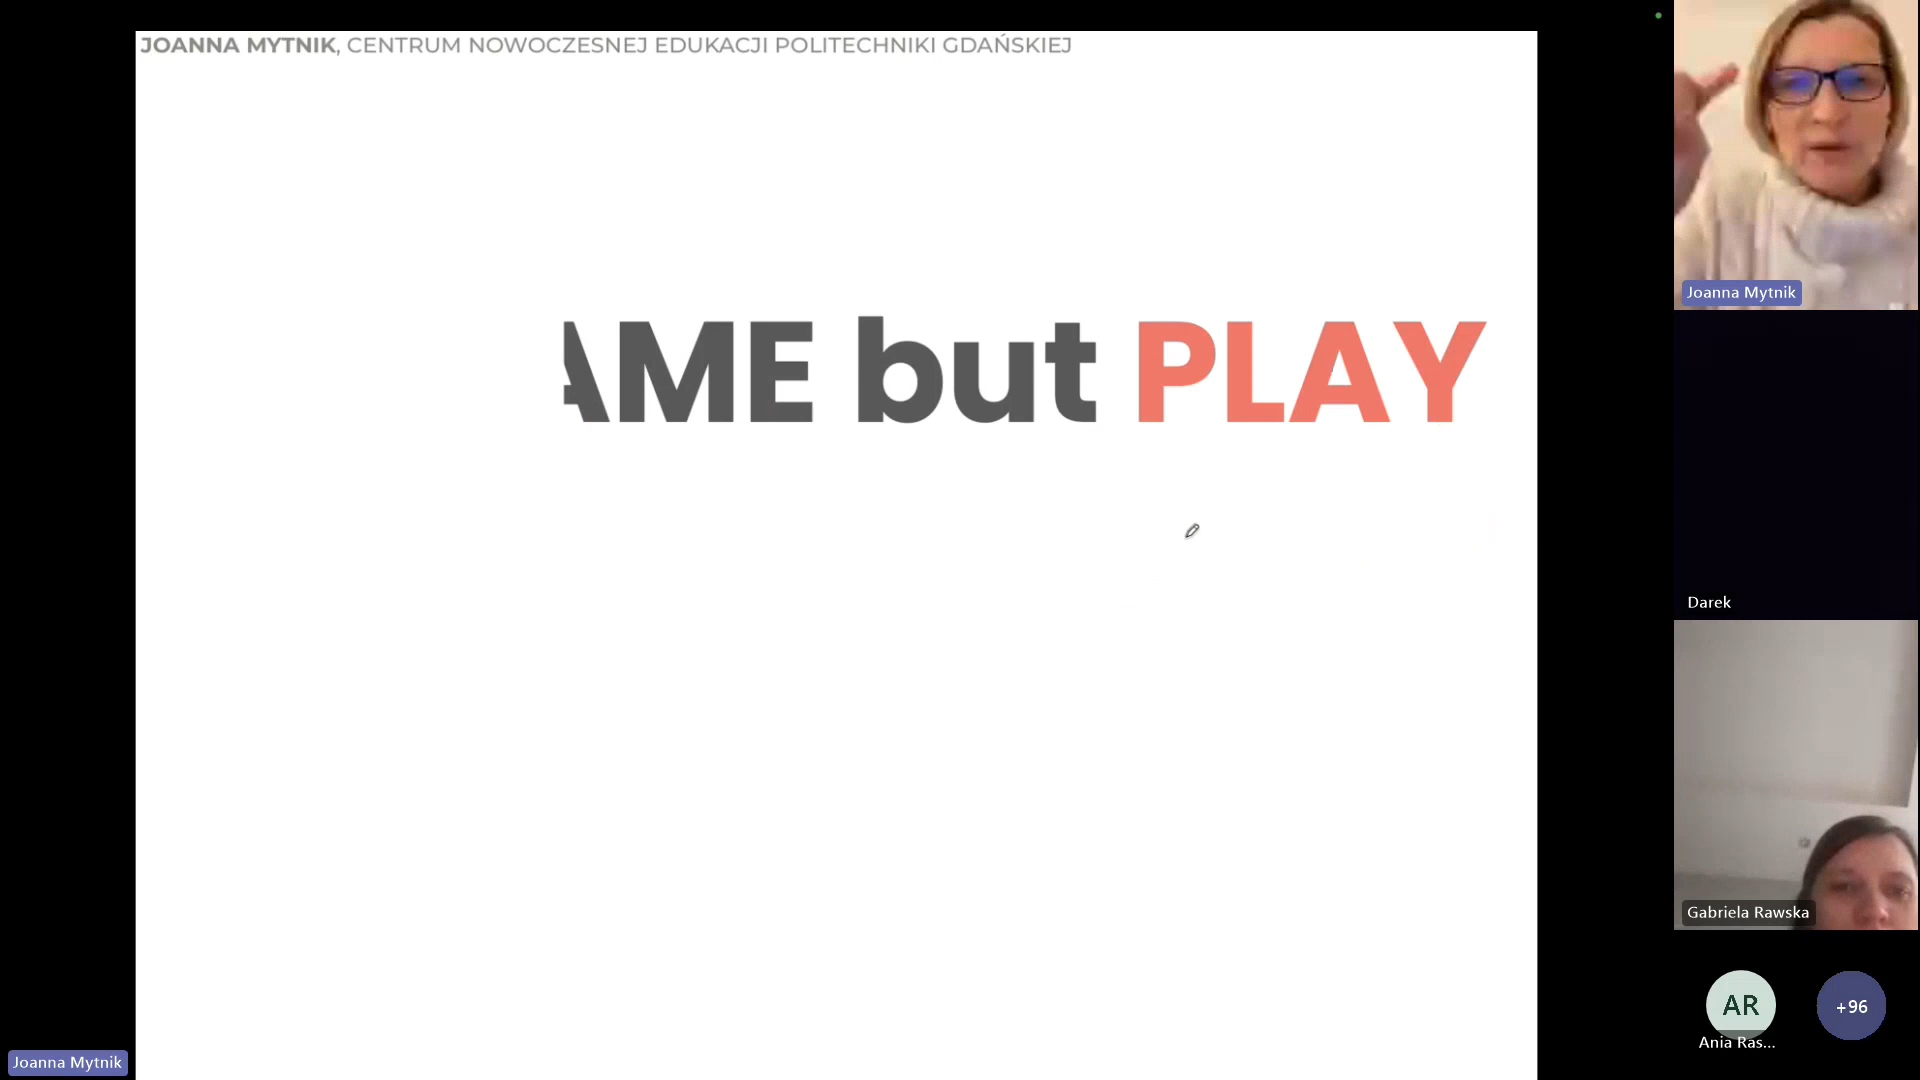 JOANNA MYTNIK, CENTRUM NOWOCZESNEJ EDUKACJI POLITECHNIKI GDAŃSKIEJ
AME but PLAY
Joanna Mytnik
Darek
Gabriela Rawska
AR
+96
Ania Ras...
Joanna Mytnik